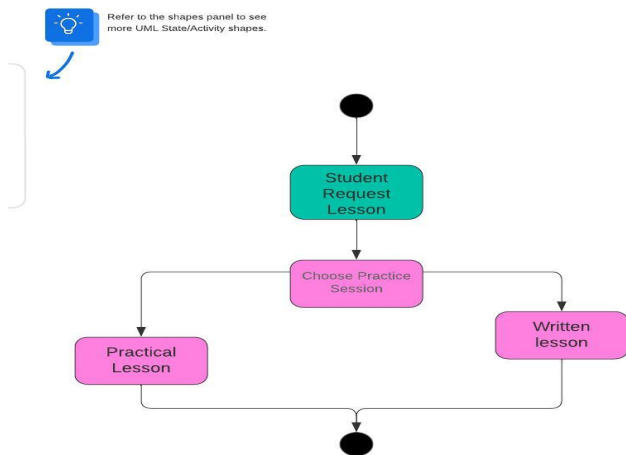 Refer to the shapes panel to see
more UML State/Activity shapes.
Student
Request
Lesson
Choose Practice
Session
Practical
Lesson
Written
lesson